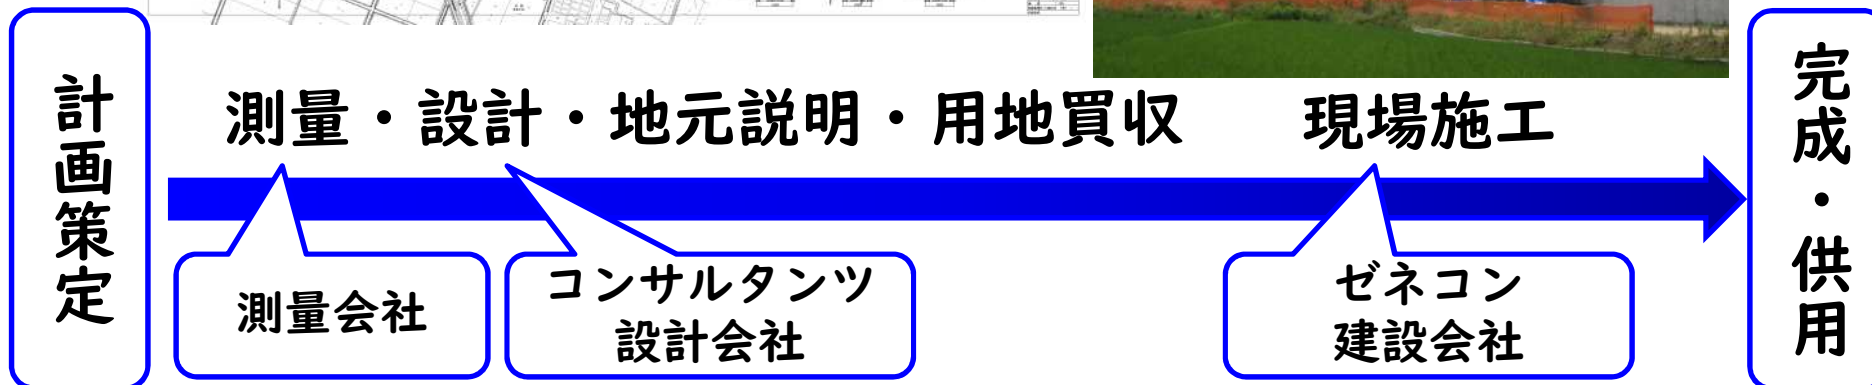 計画策定
測量・設計・地元説明・用地買収
現場施工
測量会社
コンサルタンツ
設計会社
ゼネコン
建設会社
完成・供用